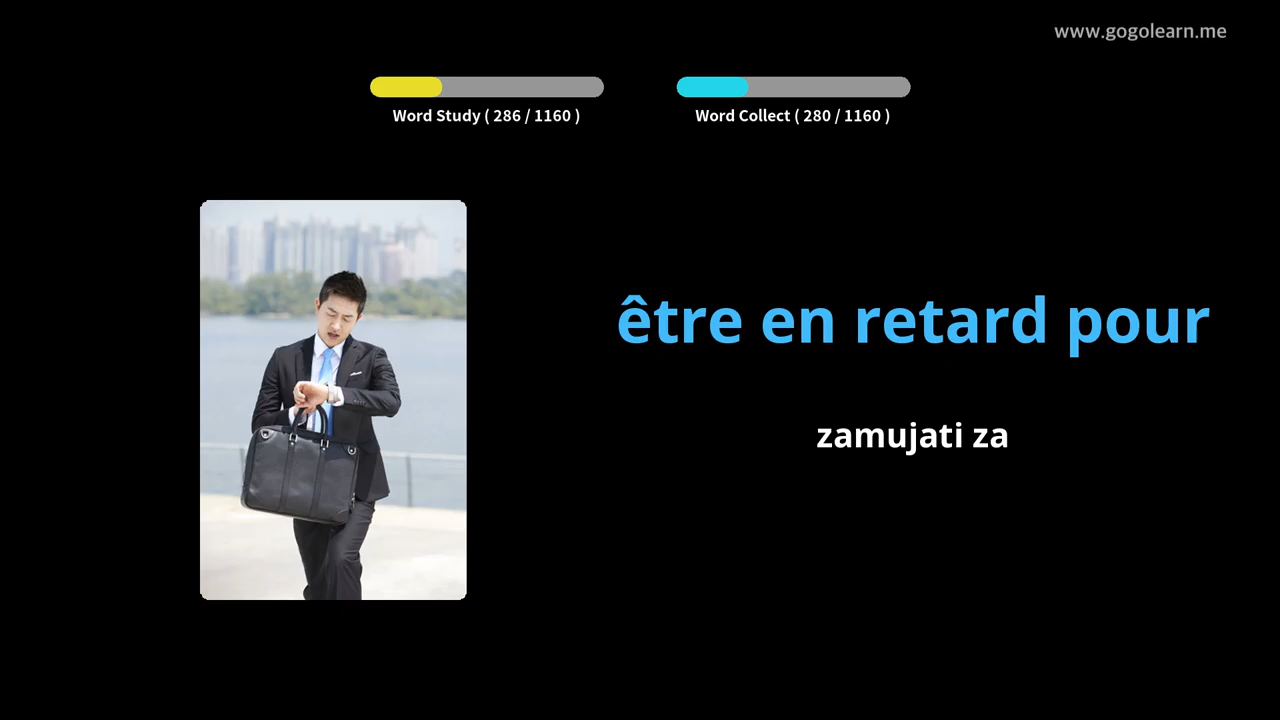 www.gogolearn.me
Word Study ( 286 / 1160 )
Word Collect ( 280 / 1160 )
être en retard pour
zamujati za